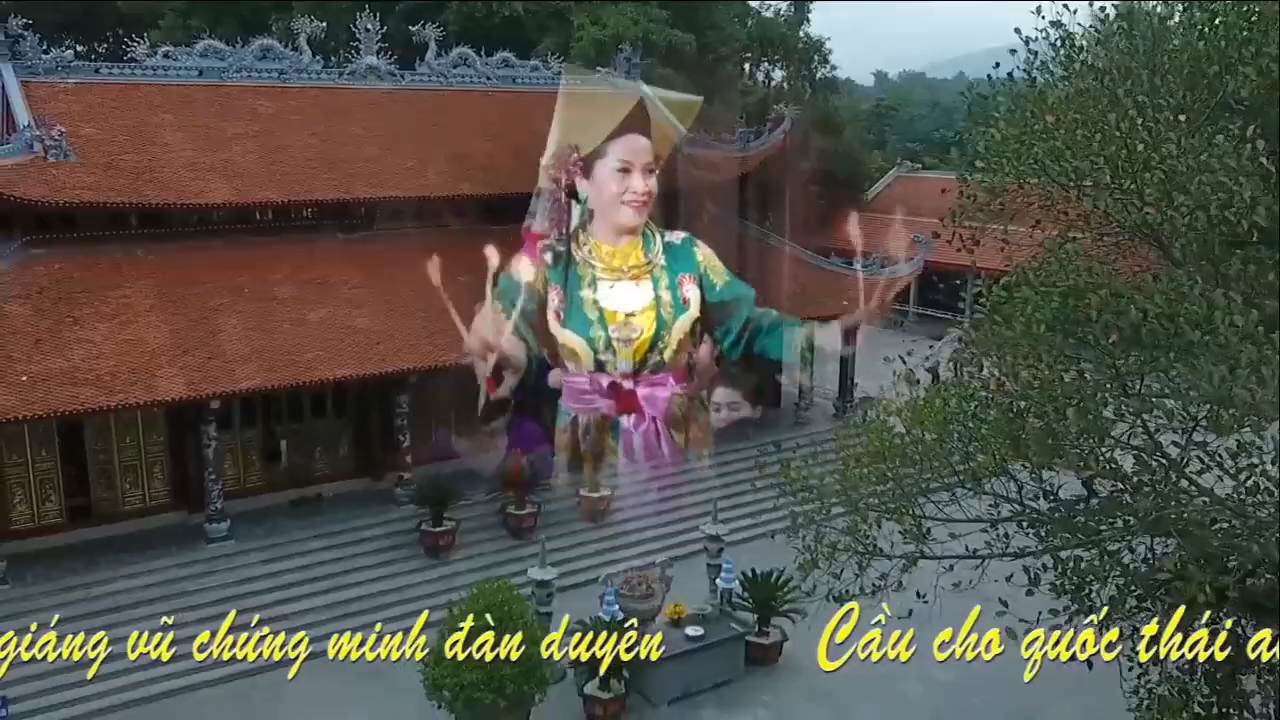 giáng vũ chứng minh đàn duyên Cầu cho quốc thái